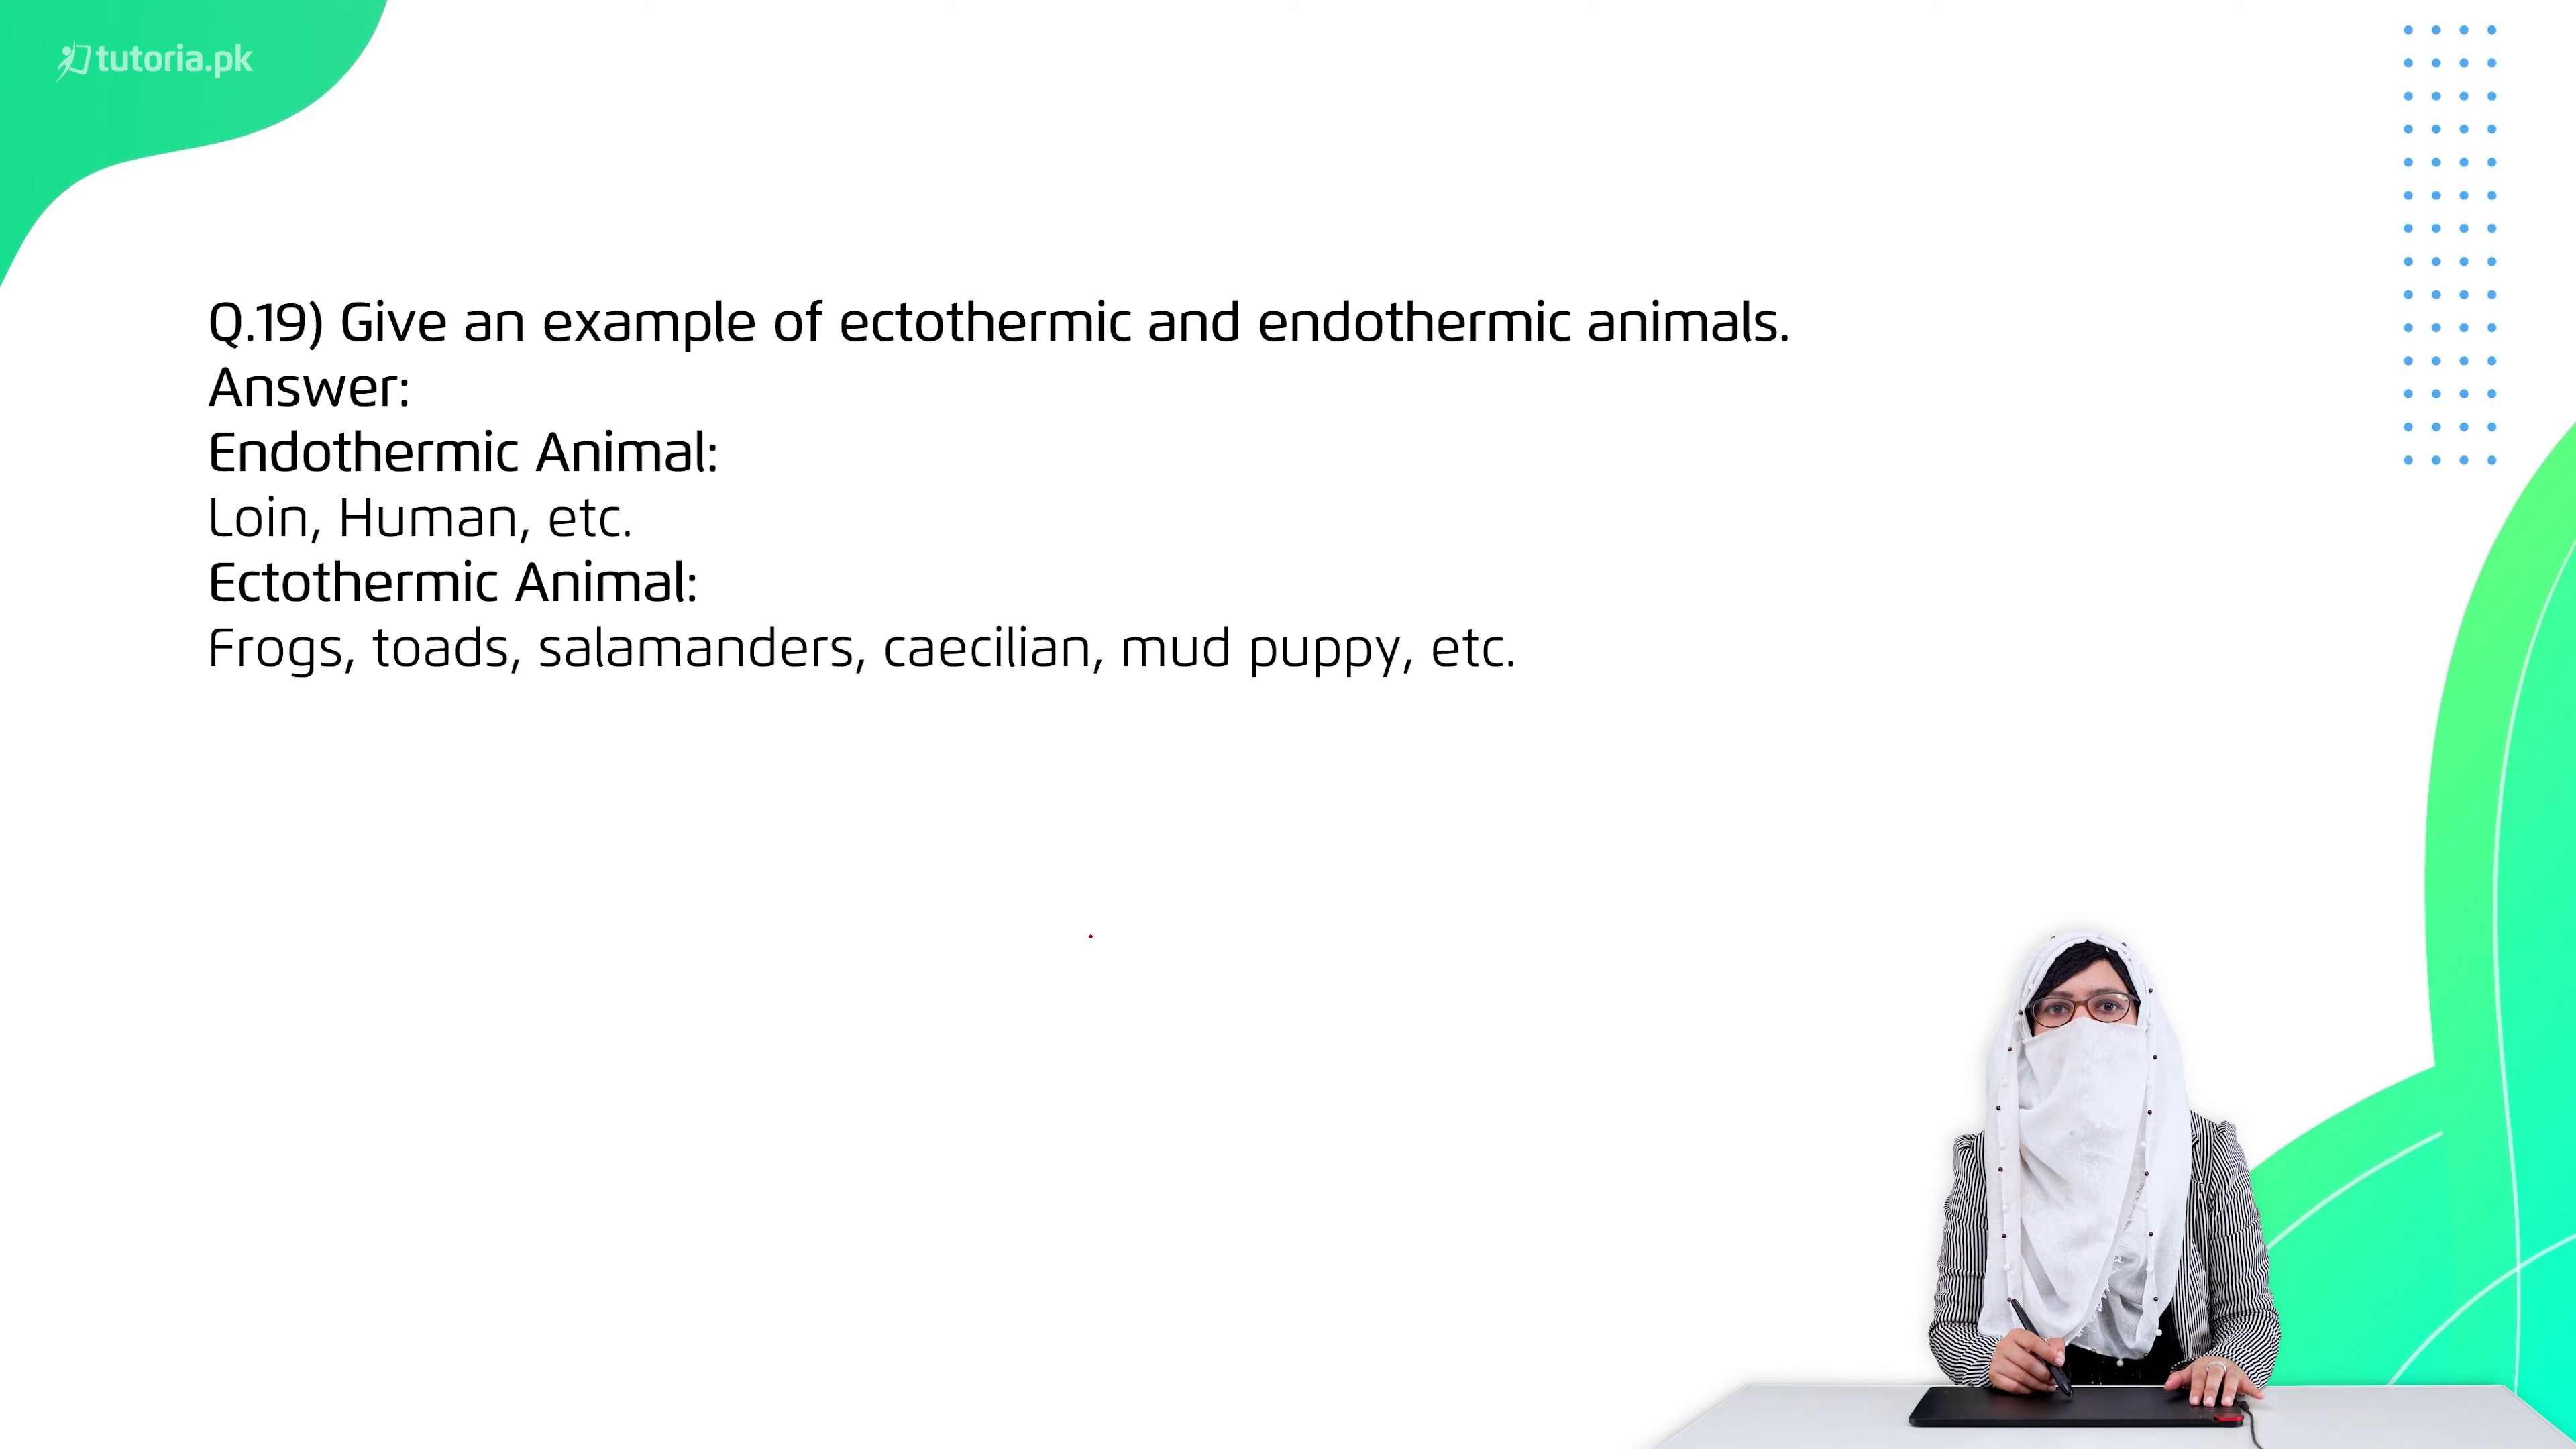 tutoria.pk
Q.19) Give an example of ectothermic and endothermic animals.
Answer:
Endothermic Animal:
Loin, Human, etc.
Ectothermic Animal:
Frogs, toads, salamanders, caecilian, mud puppy, etc.